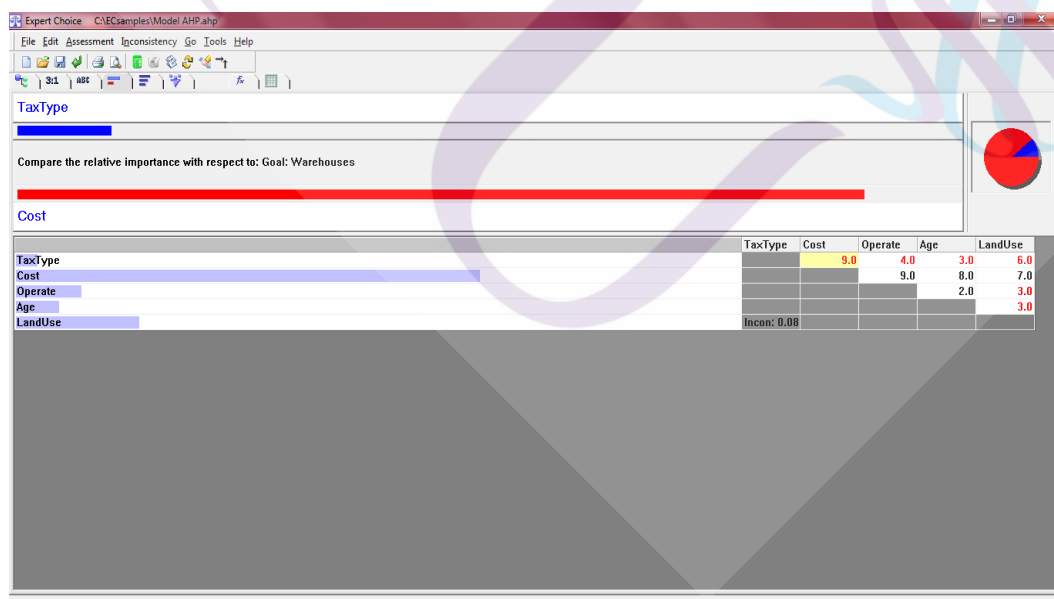 Expert Choice C:\ECsamples\Model AHP.ahp
File Edit Assessment Inconsistency Go Tools Help
3:1 ABC fx
TaxType
Compare the relative importance with respect to: Goal: Warehouses
Cost
TaxType Cost Operate Age LandUse
TaxType 9.0 4.0 3.0 6.0
Cost 9.0 8.0 7.0
Operate 2.0 3.0
Age 3.0
LandUse Incon: 0.08